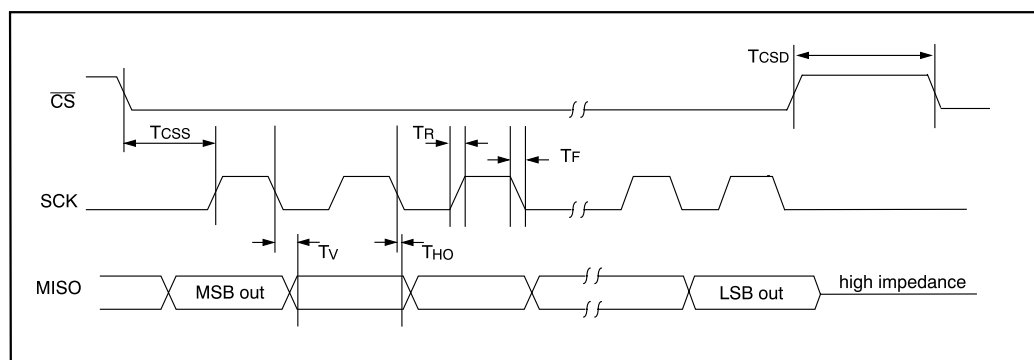 TCSD
CS
TCSS
TR
TF
SCK
TV
THO
MISO
MSB out
LSB out
high impedance